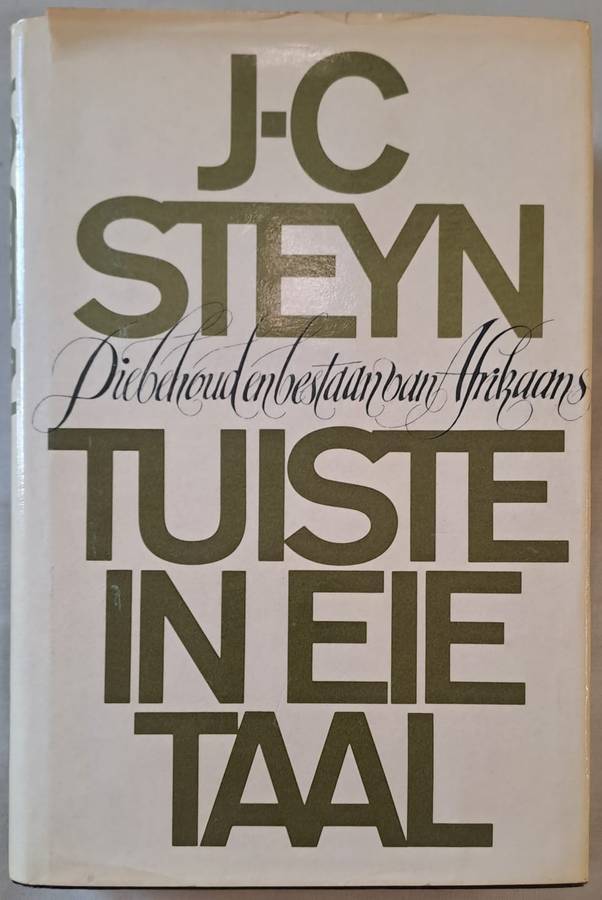 J·C
STEYN
Die behoud en bestaan van Afrikaans
TUISTE
IN EIE
TAAL